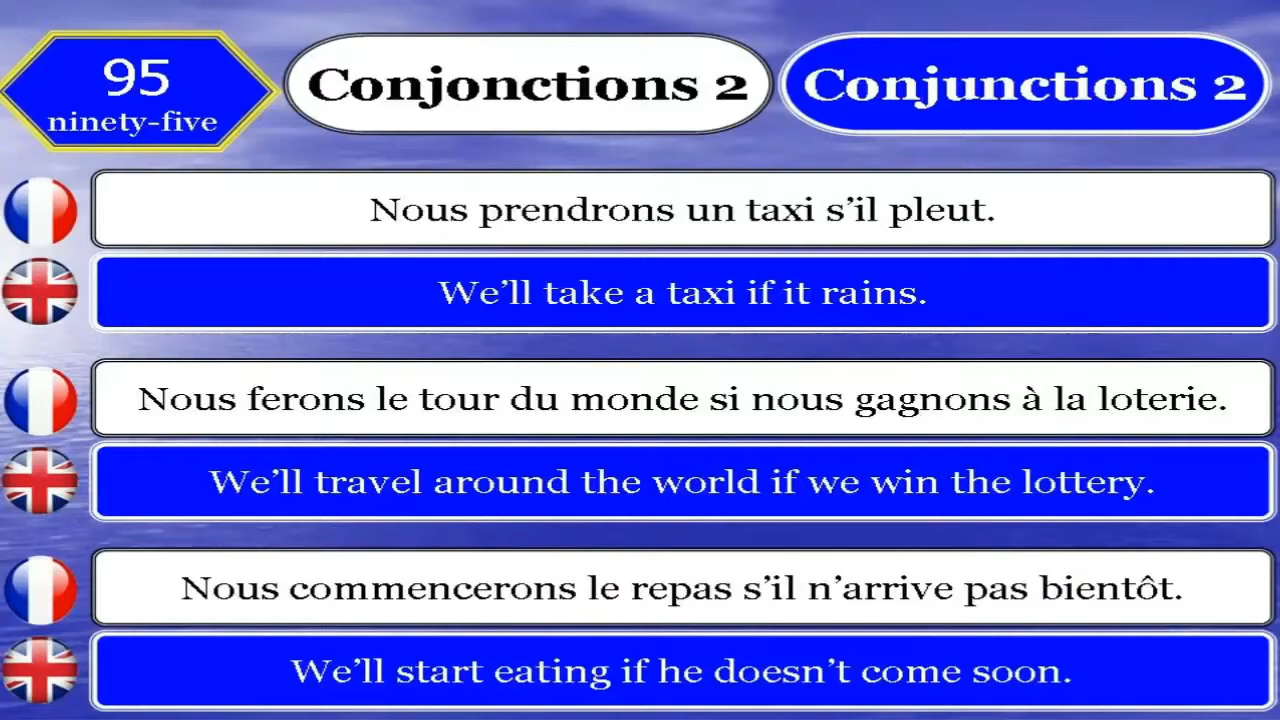 95
ninety-five
Conjonctions 2
Conjunctions 2
Nous prendrons un taxi s’il pleut.
We’ll take a taxi if it rains.
Nous ferons le tour du monde si nous gagnons à la loterie.
We’ll travel around the world if we win the lottery.
Nous commencerons le repas s’il n’arrive pas bientôt.
We’ll start eating if he doesn’t come soon.